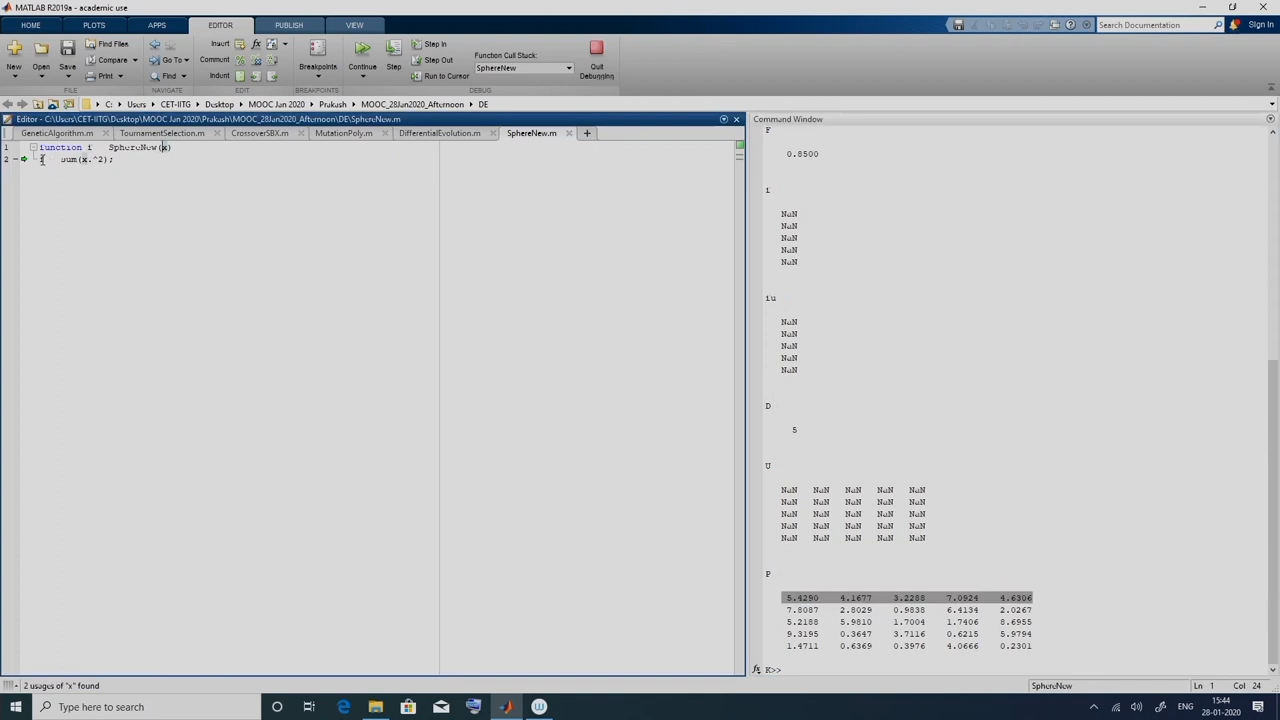 MATLAB R2019a - academic use
HOME PLOTS APPS EDITOR PUBLISH VIEW Search Documentation Sign In
New Open Save Find Files Compare Print Go To Find Insert Comment Indent fx Breakpoints Continue Step Step In Step Out Run to Cursor Function Call Stack: SphereNew Quit Debugging
FILE NAVIGATE EDIT BREAKPOINTS DEBUG
C: Users CET-IITG Desktop MOOC Jan 2020 Prakash MOOC_28Jan2020_Afternoon DE
Editor - C:\Users\CET-IITG\Desktop\MOOC Jan 2020\Prakash\MOOC_28Jan2020_Afternoon\DE\SphereNew.m
GeneticAlgorithm.m TournamentSelection.m CrossoverSBX.m MutationPoly.m DifferentialEvolution.m SphereNew.m
1 function f SphereNew(x)
2 sum(x.^2);
Command Window
F
0.8500
f
NaN
NaN
NaN
NaN
NaN
fu
NaN
NaN
NaN
NaN
NaN
D
5
U
NaN NaN NaN NaN NaN
NaN NaN NaN NaN NaN
NaN NaN NaN NaN NaN
NaN NaN NaN NaN NaN
NaN NaN NaN NaN NaN
P
5.4290 4.1677 3.2288 7.0924 4.6306
7.8087 2.8029 0.9838 6.4134 2.0267
5.2188 5.9810 1.7004 1.7406 8.6955
9.3195 0.3647 3.7116 0.6215 5.9794
1.4711 0.6369 0.3976 4.0666 0.2301
fx K>>
2 usages of "x" found
SphereNew Ln 1 Col 24
Type here to search
ENG
15:44
28-01-2020